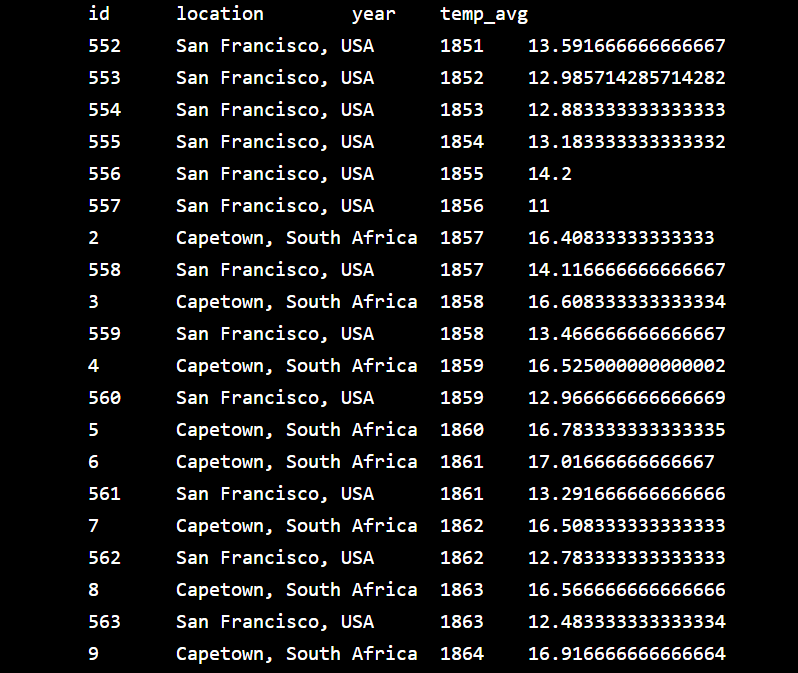 id location year temp_avg
552 San Francisco, USA 1851 13.591666666666667
553 San Francisco, USA 1852 12.985714285714282
554 San Francisco, USA 1853 12.883333333333333
555 San Francisco, USA 1854 13.183333333333332
556 San Francisco, USA 1855 14.2
557 San Francisco, USA 1856 11
2 Capetown, South Africa 1857 16.40833333333333
558 San Francisco, USA 1857 14.116666666666667
3 Capetown, South Africa 1858 16.608333333333334
559 San Francisco, USA 1858 13.466666666666667
4 Capetown, South Africa 1859 16.525000000000002
560 San Francisco, USA 1859 12.966666666666669
5 Capetown, South Africa 1860 16.783333333333335
6 Capetown, South Africa 1861 17.01666666666667
561 San Francisco, USA 1861 13.291666666666666
7 Capetown, South Africa 1862 16.508333333333333
562 San Francisco, USA 1862 12.783333333333333
8 Capetown, South Africa 1863 16.566666666666666
563 San Francisco, USA 1863 12.483333333333334
9 Capetown, South Africa 1864 16.916666666666664